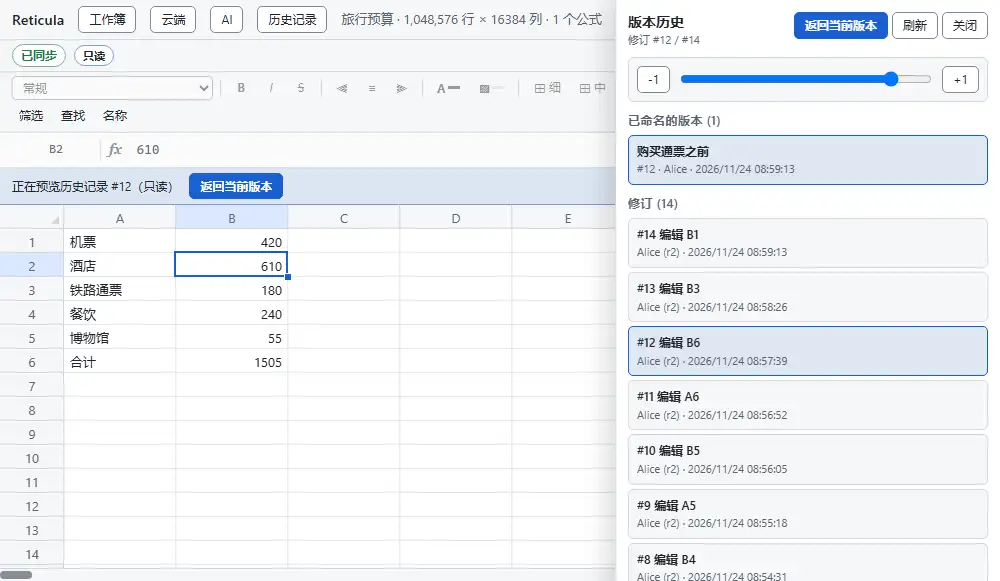 Reticula 工作簿 云端 AI 历史记录 旅行预算 · 1,048,576 行 × 16384 列 · 1 个公式
已同步 只读
常规 B I S A 细 中
筛选 查找 名称
B2 fx 610
正在预览历史记录 #12（只读） 返回当前版本
A B C D E
1 机票 420
2 酒店 610
3 铁路通票 180
4 餐饮 240
5 博物馆 55
6 合计 1505
7
8
9
10
11
12
13
14
版本历史
修订 #12 / #14
返回当前版本 刷新 关闭
-1 +1
已命名的版本 (1)
购买通票之前
#12 · Alice · 2026/11/24 08:59:13
修订 (14)
#14 编辑 B1
Alice (r2) · 2026/11/24 08:59:13
#13 编辑 B3
Alice (r2) · 2026/11/24 08:58:26
#12 编辑 B6
Alice (r2) · 2026/11/24 08:57:39
#11 编辑 A6
Alice (r2) · 2026/11/24 08:56:52
#10 编辑 B5
Alice (r2) · 2026/11/24 08:56:05
#9 编辑 A5
Alice (r2) · 2026/11/24 08:55:18
#8 编辑 B4
Alice (r2) · 2026/11/24 08:54:31